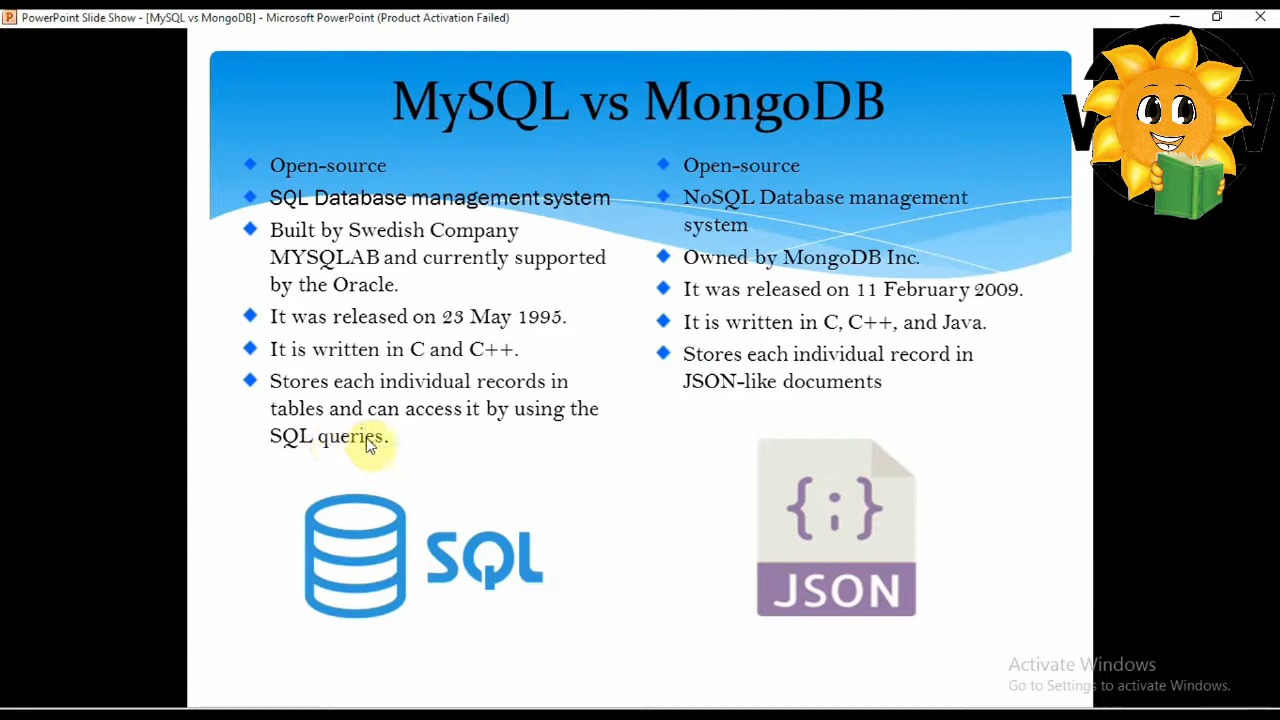 PowerPoint Slide Show - [MySQL vs MongoDB] - Microsoft PowerPoint (Product Activation Failed)
MySQL vs MongoDB
Open-source
SQL Database management system
Built by Swedish Company
MYSQLAB and currently supported
by the Oracle.
It was released on 23 May 1995.
It is written in C and C++.
Stores each individual records in
tables and can access it by using the
SQL queries.
SQL
Open-source
NoSQL Database management
system
Owned by MongoDB Inc.
It was released on 11 February 2009.
It is written in C, C++, and Java.
Stores each individual record in
JSON-like documents
{;}
JSON
Activate Windows
Go to Settings to activate Windows.